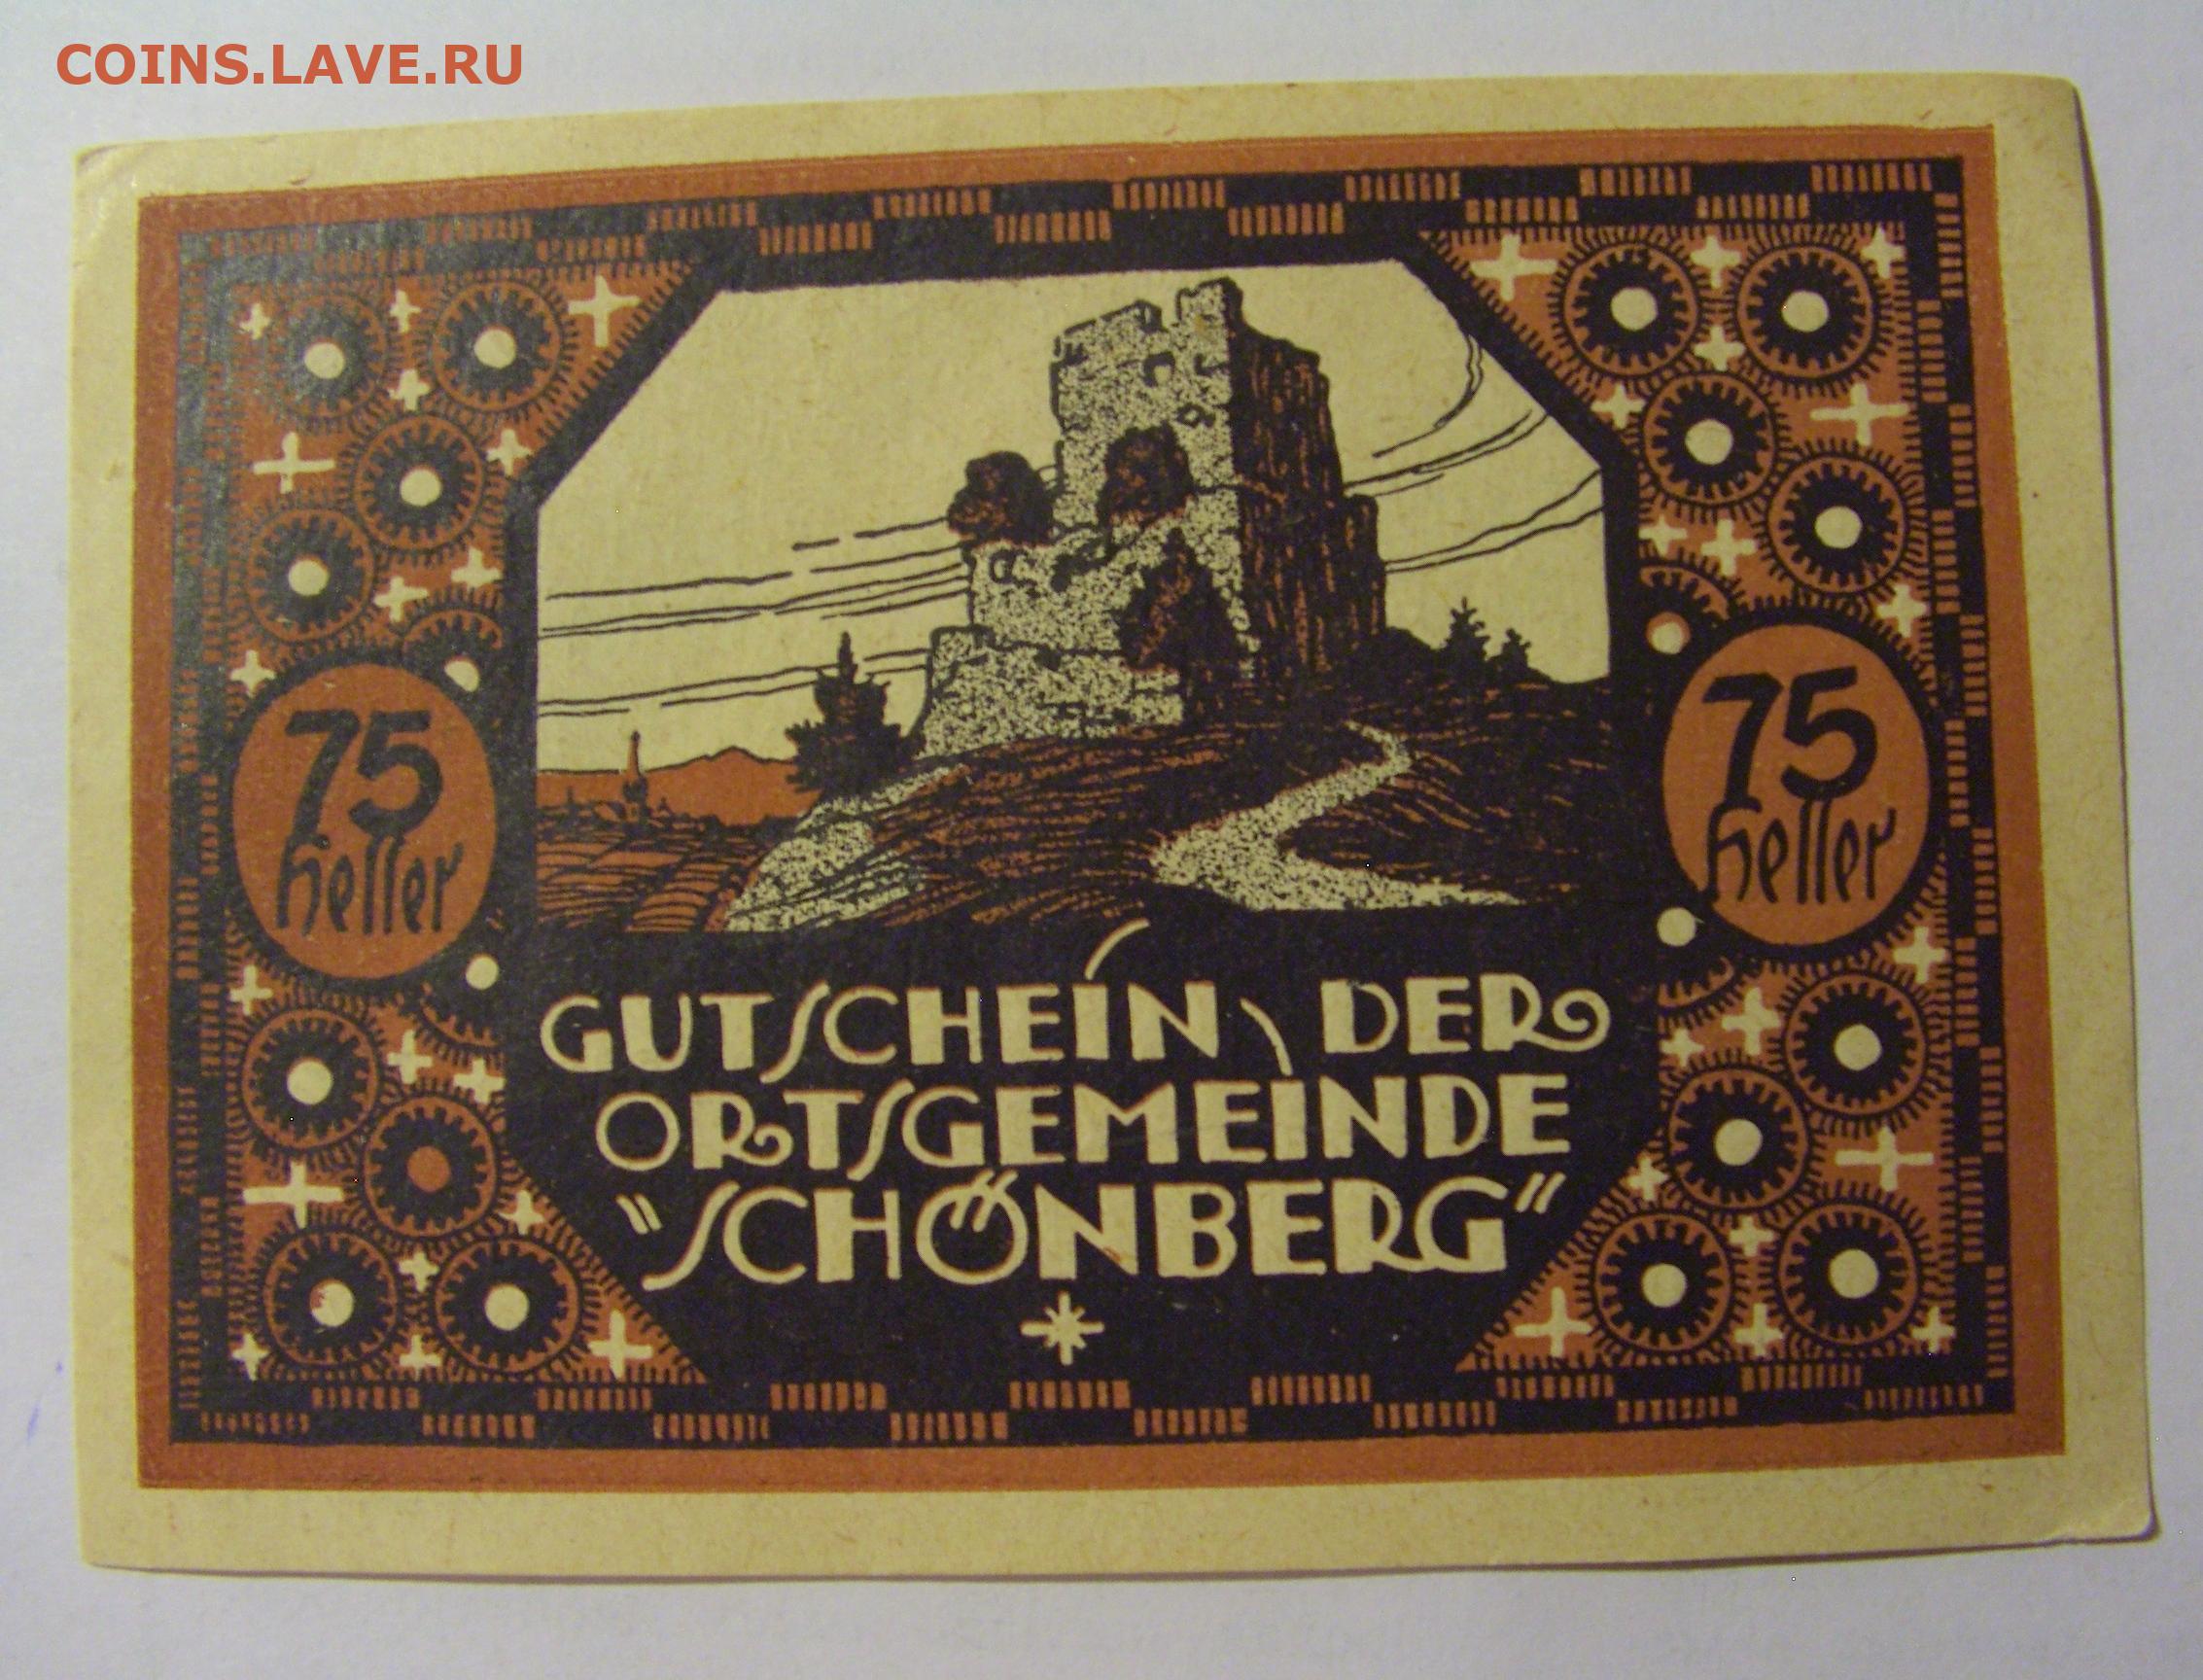 COINS.LAVE.RU
75
heller
75
heller
GUTSCHEIN DER
ORTSGEMEINDE
"SCHÖNBERG"